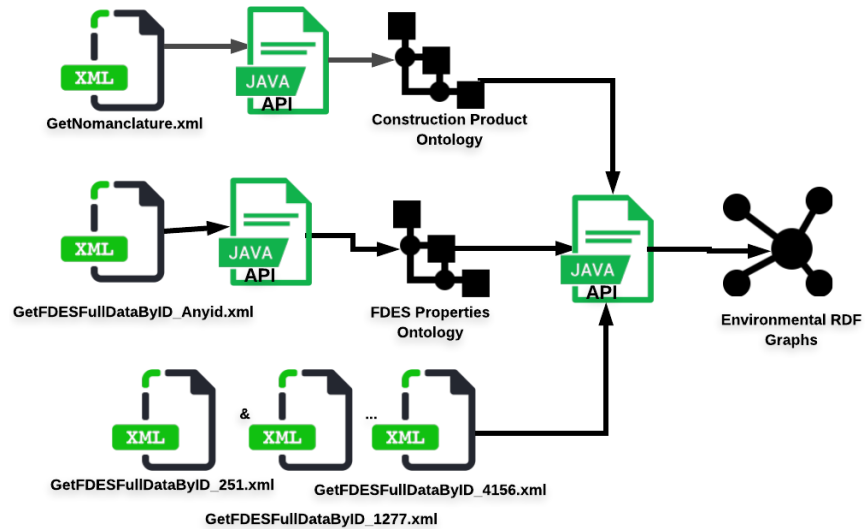 XML
JAVA
API
GetNomanclature.xml
Construction Product
Ontology
XML
JAVA
API
JAVA
API
GetFDESFullDataByID_Anyid.xml
FDES Properties
Ontology
Environmental RDF
Graphs
XML
&
XML
...
XML
GetFDESFullDataByID_251.xml
GetFDESFullDataByID_4156.xml
GetFDESFullDataByID_1277.xml